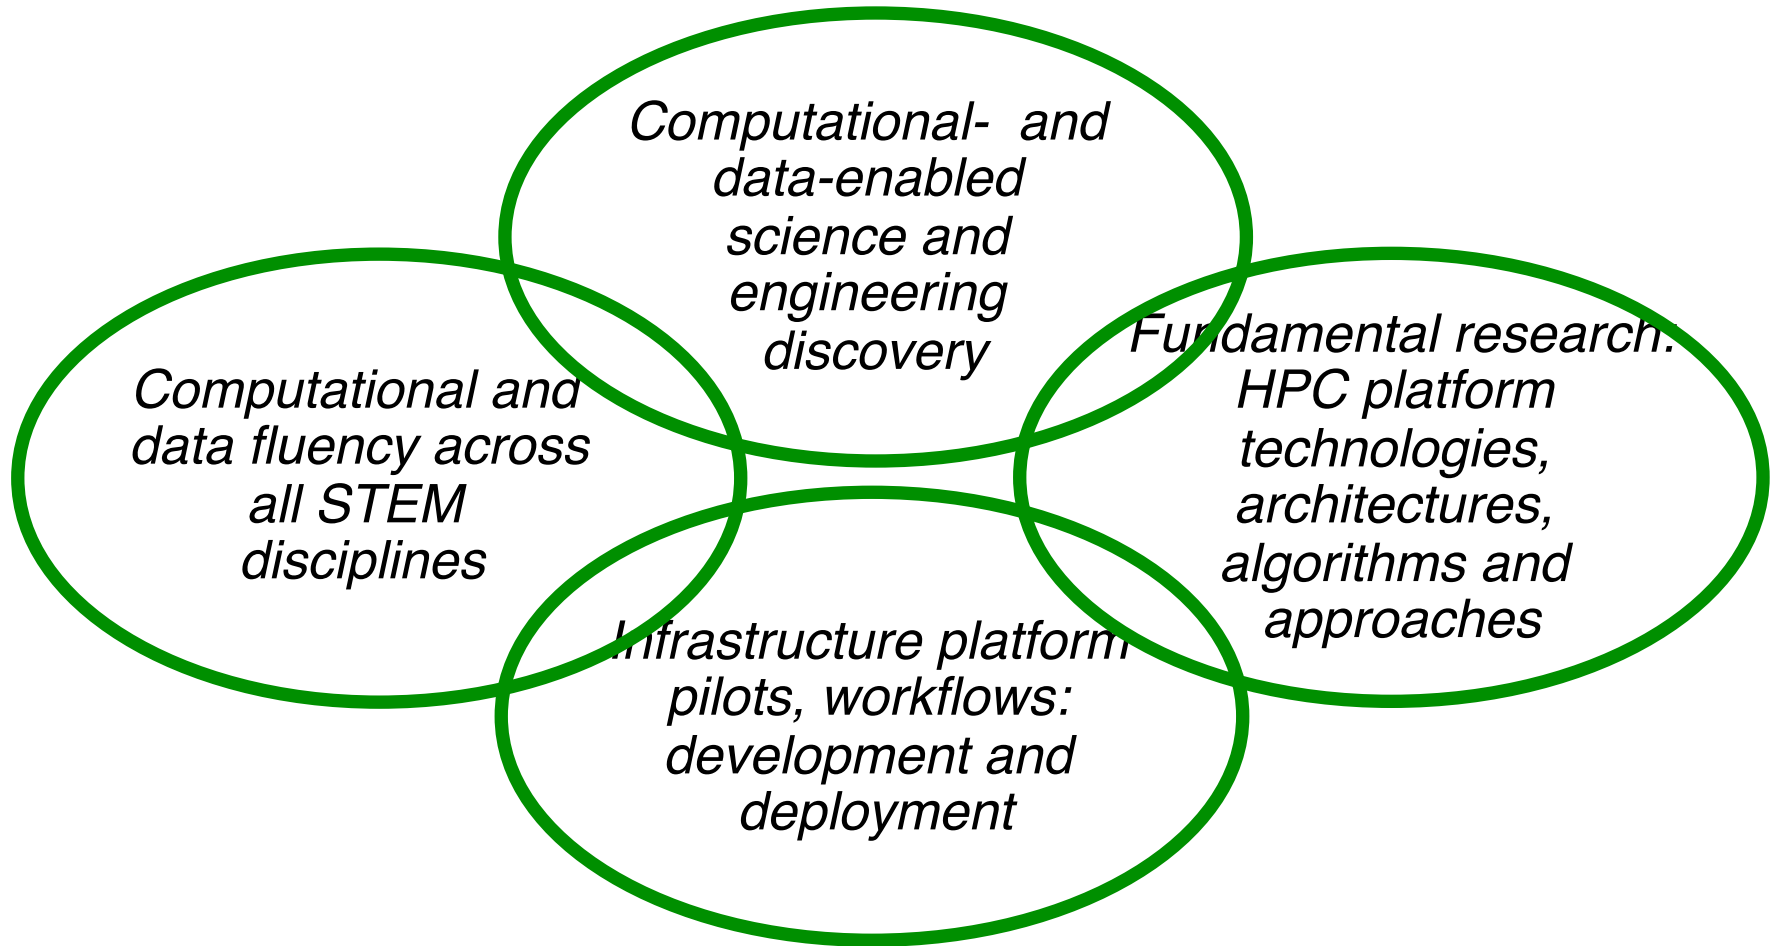 Computational-  and
data-enabled
science and
engineering
discovery
Computational and
data fluency across
all STEM
disciplines
Fundamental research:
HPC platform
technologies,
architectures,
algorithms and
approaches
Infrastructure platform
pilots, workflows:
development and
deployment